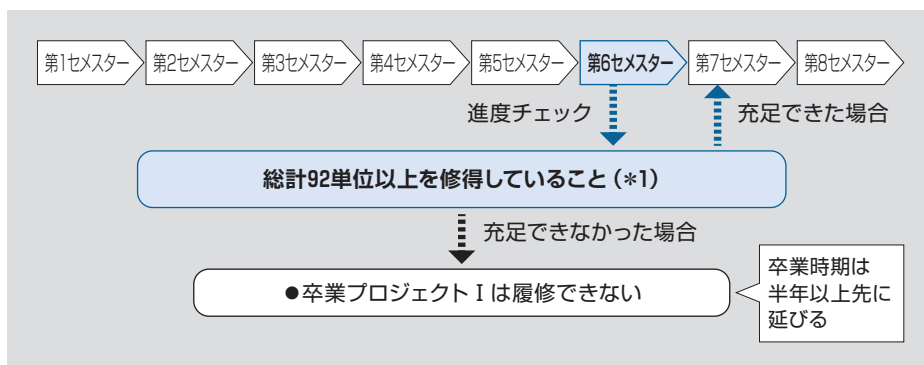 第1セメスター 第2セメスター 第3セメスター 第4セメスター 第5セメスター 第6セメスター 第7セメスター 第8セメスター
進度チェック
充足できた場合
総計92単位以上を修得していること（*1）
充足できなかった場合
●卒業プロジェクトⅠは履修できない
卒業時期は
半年以上先に
延びる